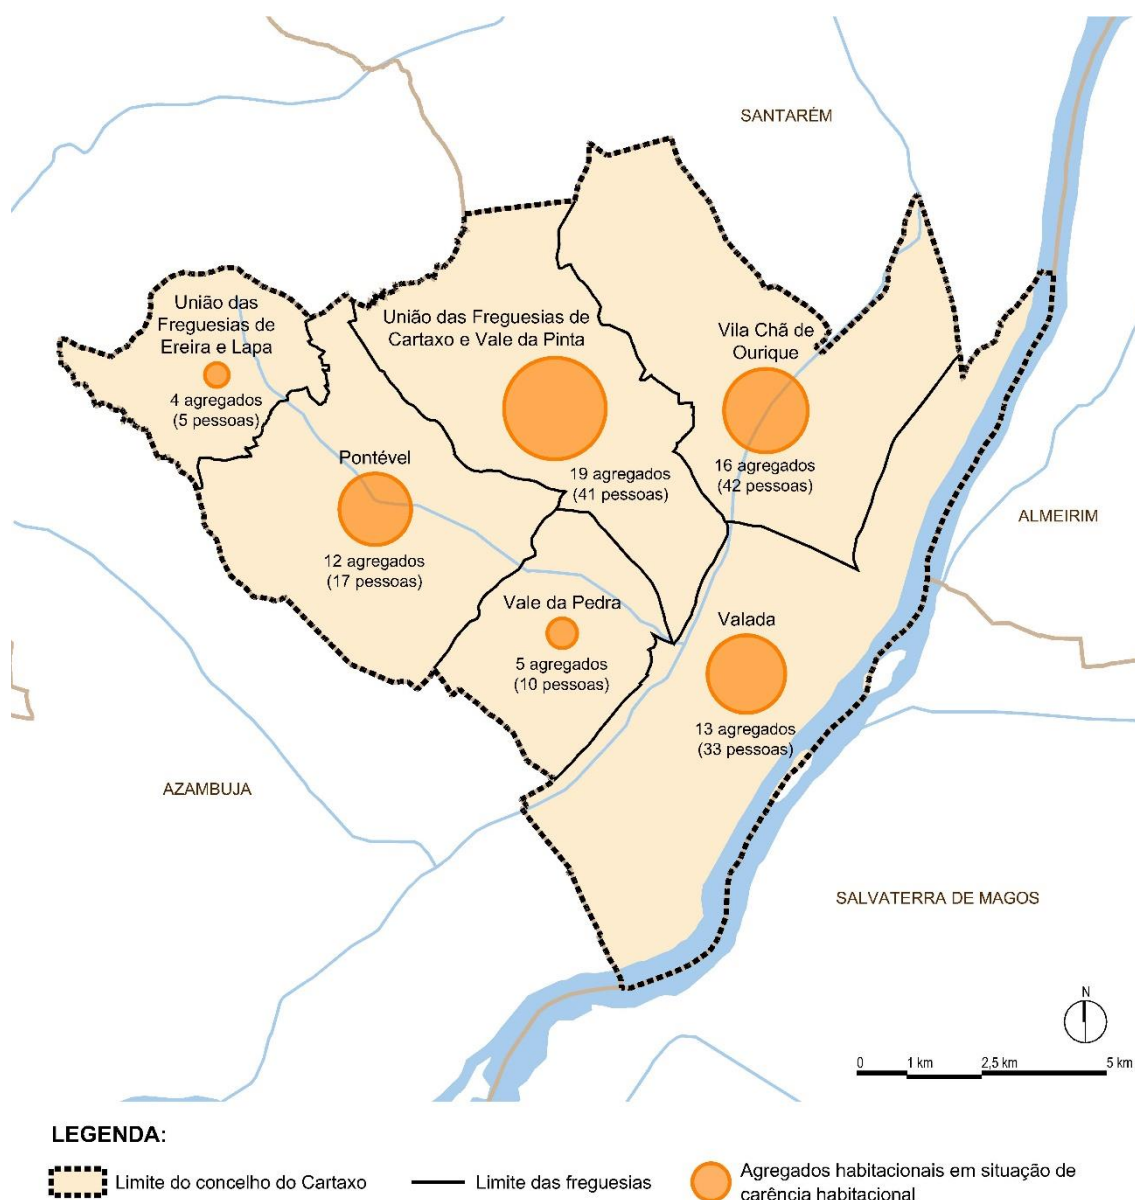 SANTARÉM
União das
Freguesias de
Ereira e Lapa
4 agregados
(5 pessoas)
União das Freguesias de
Cartaxo e Vale da Pinta
19 agregados
(41 pessoas)
Vila Chã de
Ourique
16 agregados
(42 pessoas)
Pontével
12 agregados
(17 pessoas)
ALMEIRIM
Vale da Pedra
5 agregados
(10 pessoas)
Valada
13 agregados
(33 pessoas)
AZAMBUJA
SALVATERRA DE MAGOS
N
0 1 km 2,5 km 5 km
LEGENDA:
Limite do concelho do Cartaxo
Limite das freguesias
Agregados habitacionais em situação de
carência habitacional